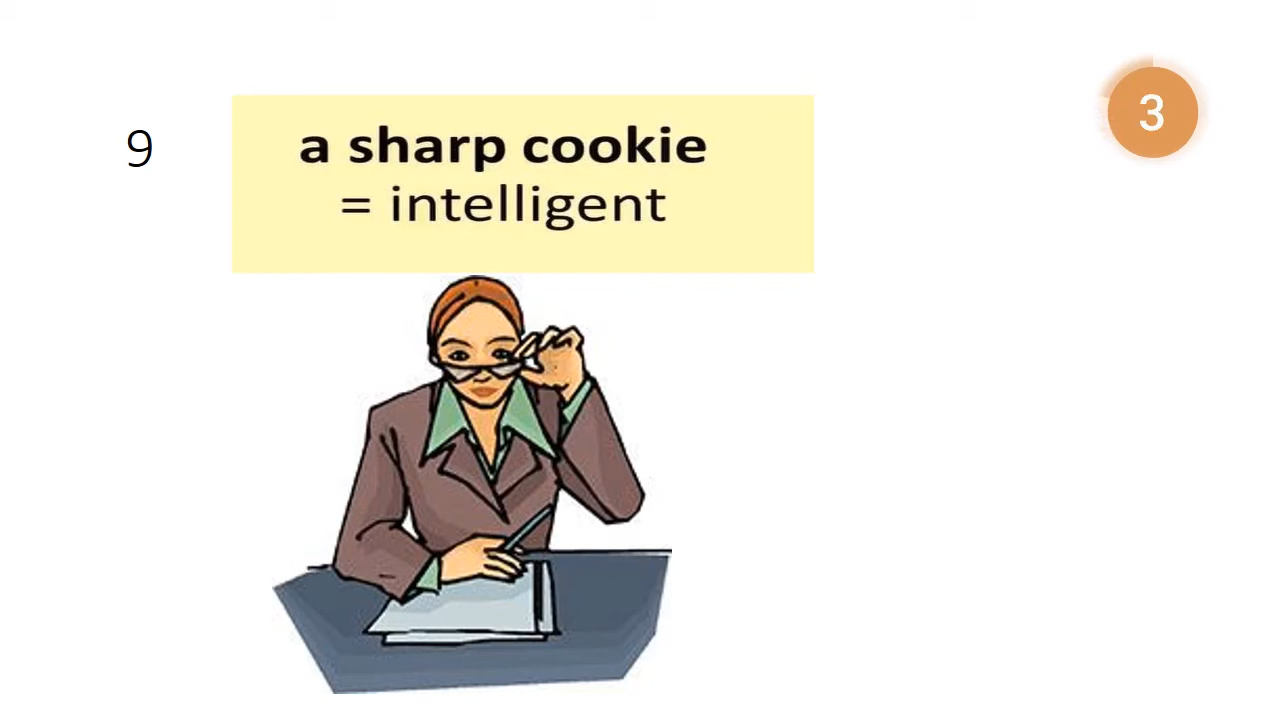 9
a sharp cookie
= intelligent
3